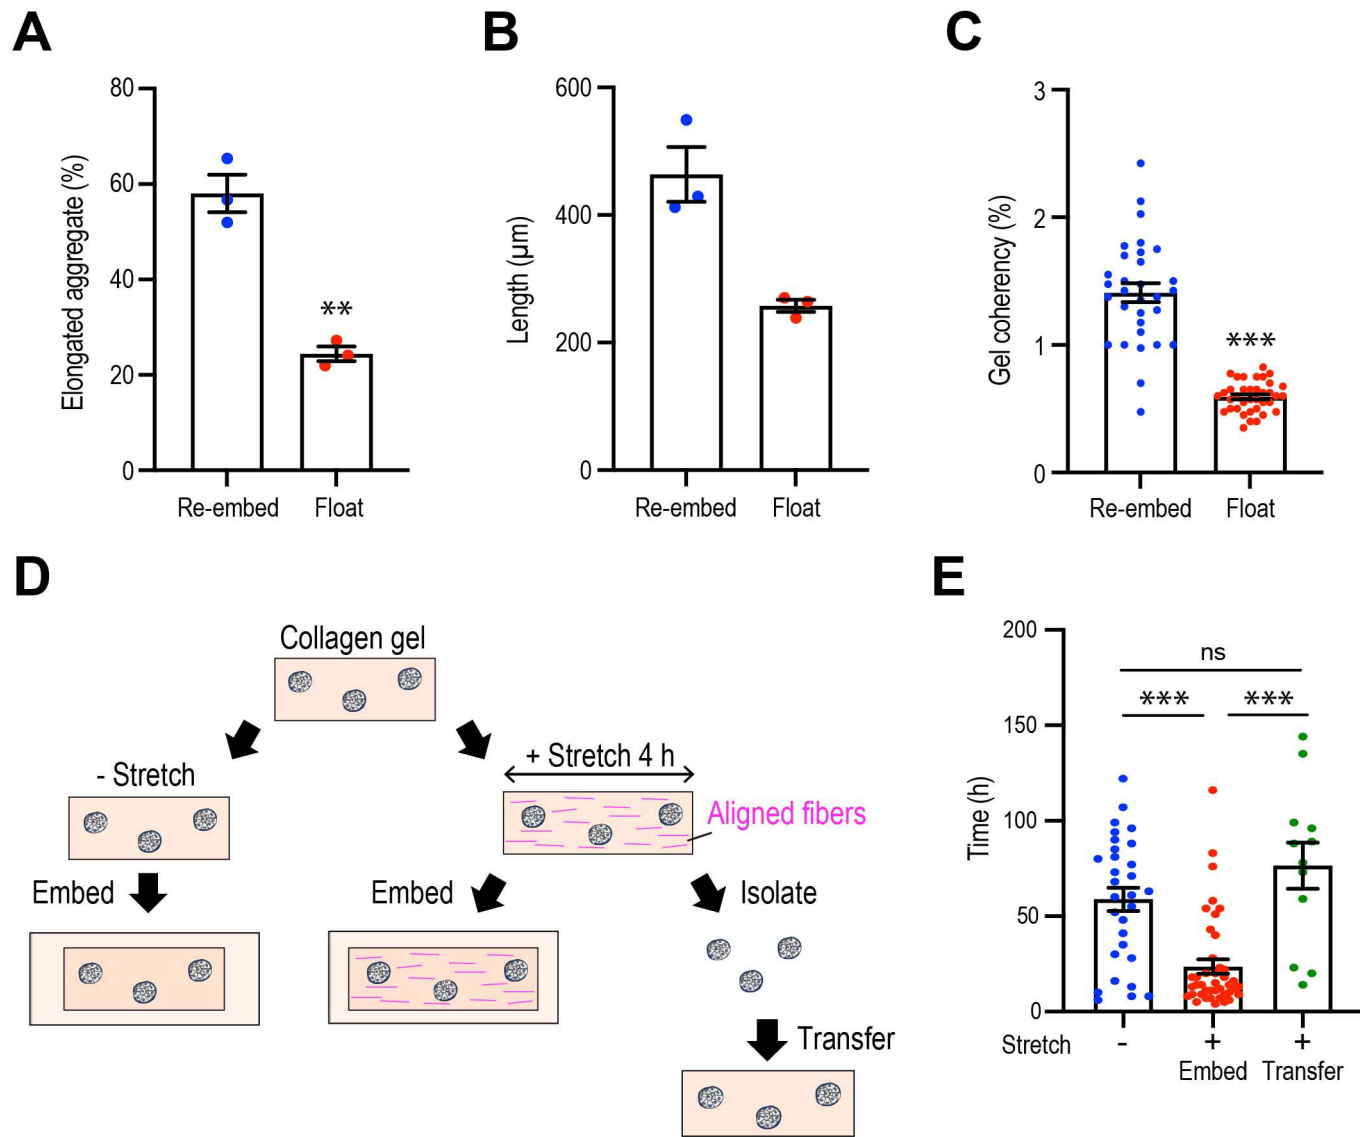 A
Elongated aggregate (%)
80
60
40
20
0
**
Re-embed
Float
B
Length (µm)
600
400
200
0
Re-embed
Float
C
Gel coherency (%)
3
2
1
0
***
Re-embed
Float
D
Collagen gel
- Stretch
+ Stretch 4 h
Aligned fibers
Embed
Embed
Isolate
Transfer
E
Time (h)
200
150
100
50
0
ns
***
***
Stretch
-
+
+
Embed
Transfer